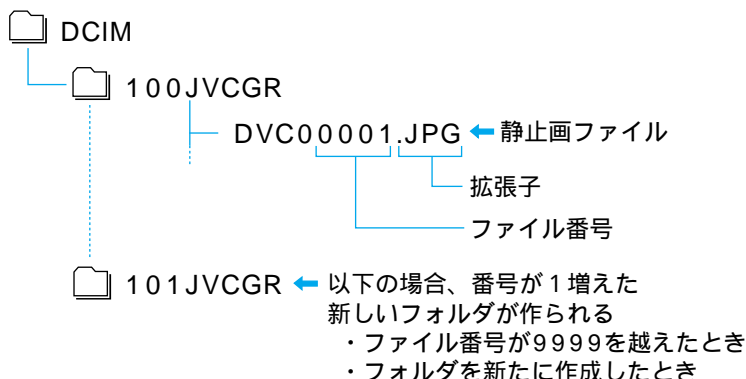 DCIM
100JVCGR
DVC00001.JPG 静止画ファイル
拡張子
ファイル番号
101JVCGR 以下の場合、番号が1増えた
新しいフォルダが作られる
・ファイル番号が9999を越えたとき
・フォルダを新たに作成したとき